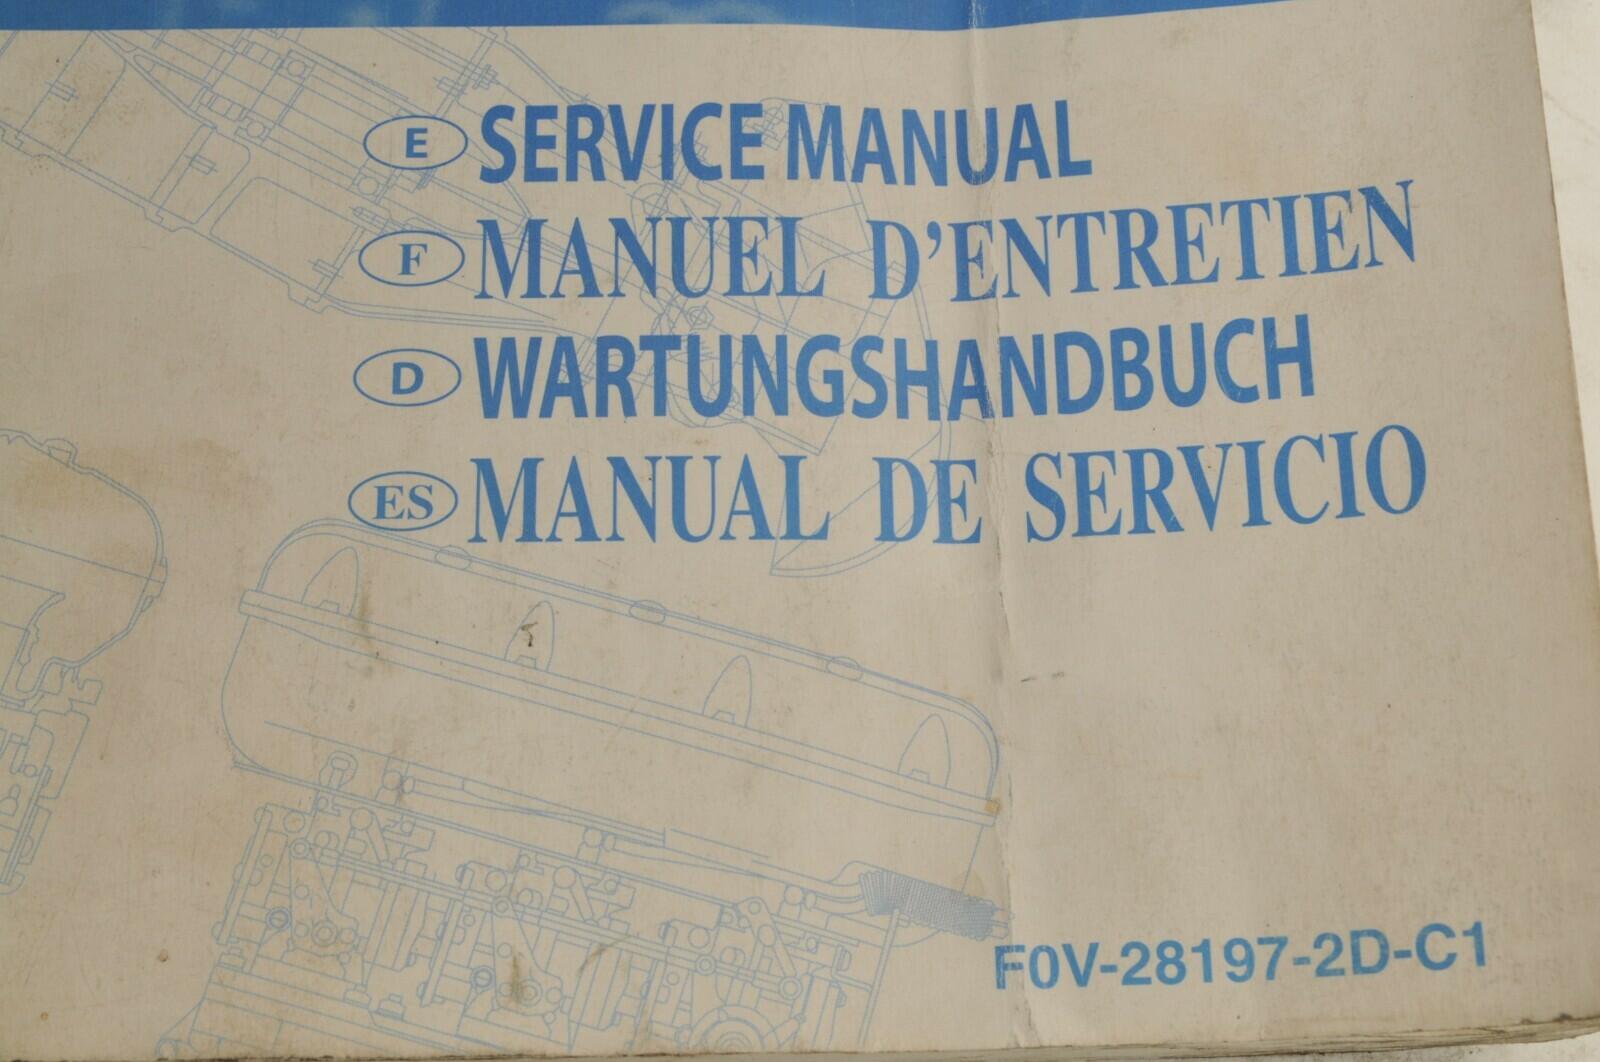 E SERVICE MANUAL
F MANUEL D'ENTRETIEN
D WARTUNGSHANDBUCH
ES MANUAL DE SERVICIO
F0V-28197-2D-C1